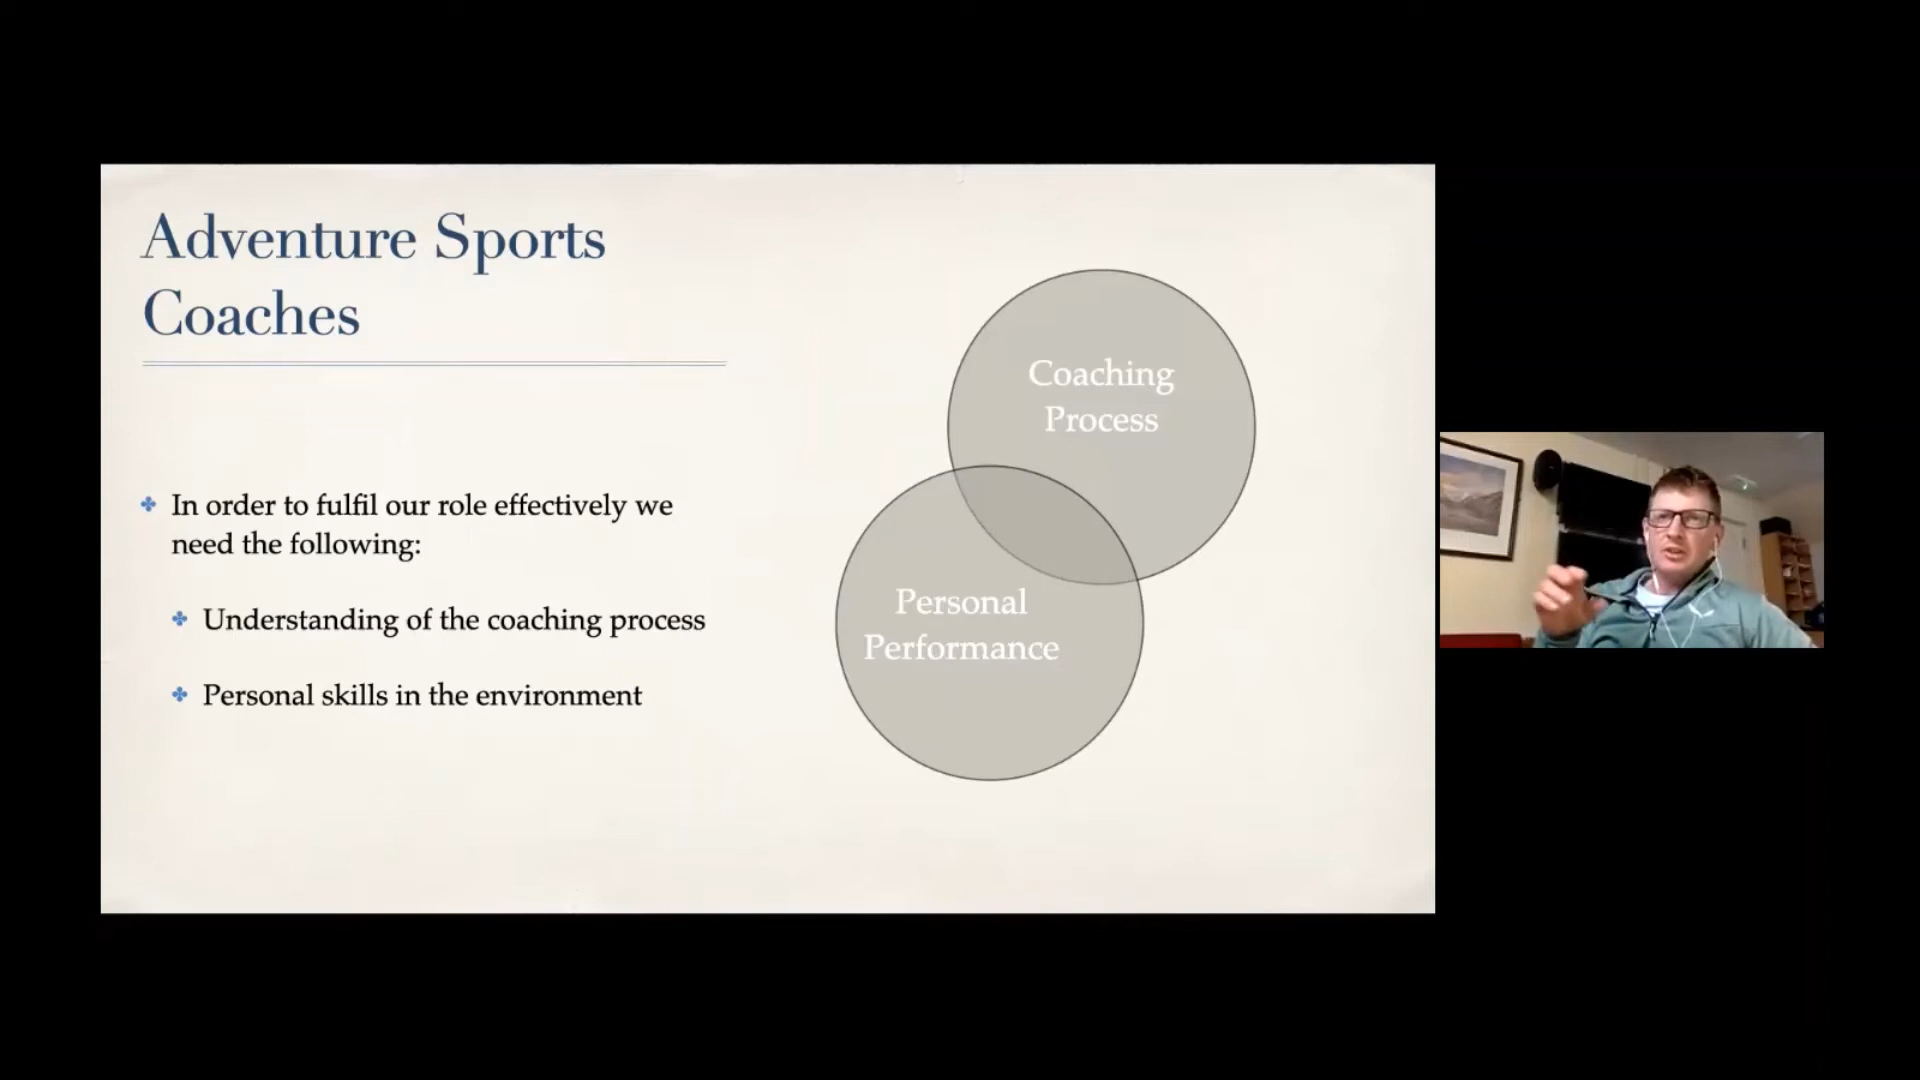 Adventure Sports
Coaches
In order to fulfil our role effectively we
need the following:
Understanding of the coaching process
Personal skills in the environment
Coaching
Process
Personal
Performance